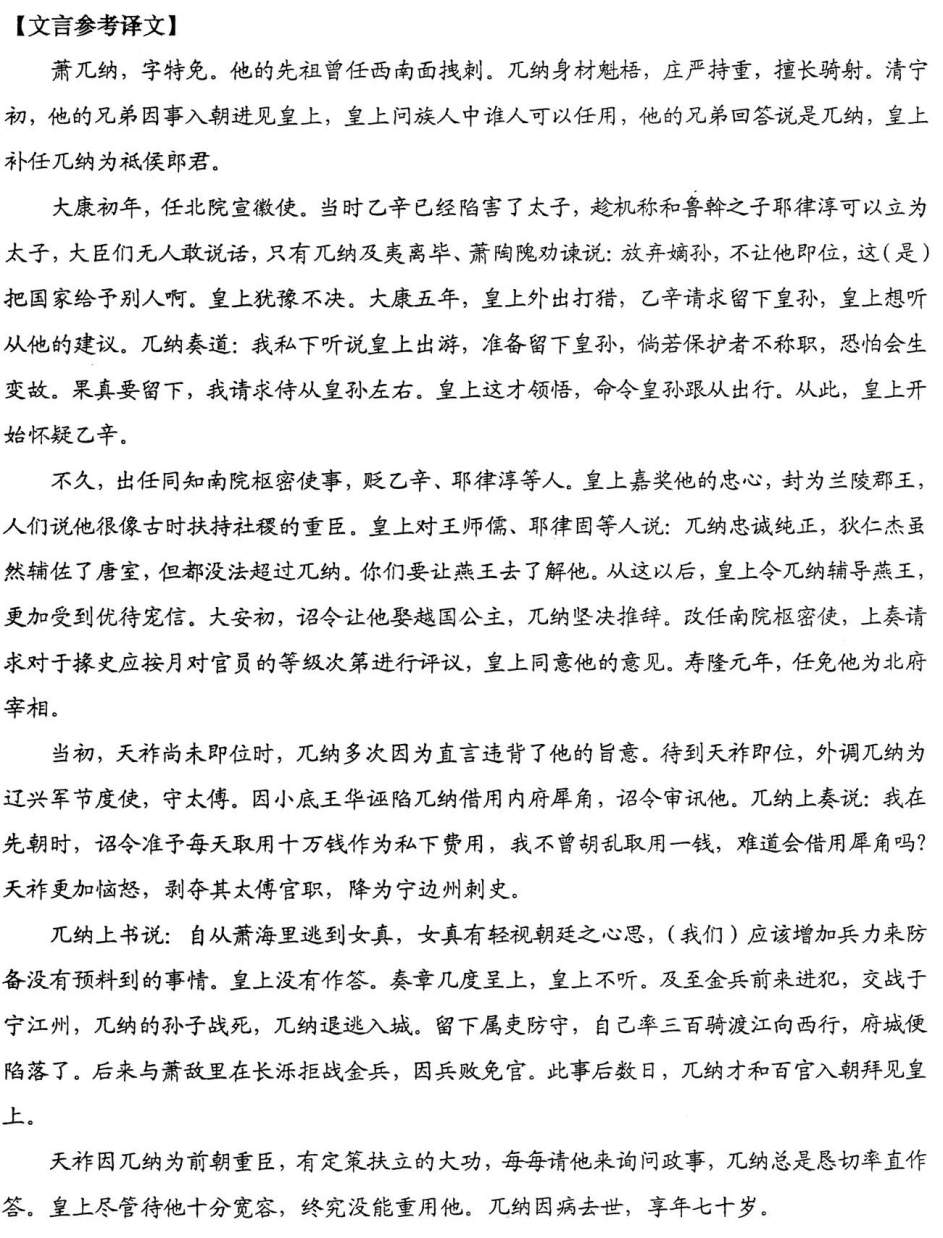 【文言参考译文】
萧兀纳，字特免。他的先祖曾任西南面拽刺。兀纳身材魁梧，庄严持重，擅长骑射。清宁
初，他的兄弟因事入朝进见皇上，皇上问族人中谁人可以任用，他的兄弟回答说是兀纳，皇上
补任兀纳为祗侯郎君。
大康初年，任北院宣徽使。当时乙辛已经陷害了太子，趁机称和鲁斡之子耶律淳可以立为
太子，大臣们无人敢说话，只有兀纳及夷离毕、萧陶隗劝谏说：放弃嫡孙，不让他即位，这（是）
把国家给予别人啊。皇上犹豫不决。大康五年，皇上外出打猎，乙辛请求留下皇孙，皇上想听
从他的建议。兀纳奏道：我私下听说皇上出游，准备留下皇孙，倘若保护者不称职，恐怕会生
变故。果真要留下，我请求侍从皇孙左右。皇上这才领悟，命令皇孙跟从出行。从此，皇上开
始怀疑乙辛。
不久，出任同知南院枢密使事，贬乙辛、耶律淳等人。皇上嘉奖他的忠心，封为兰陵郡王，
人们说他很像古时扶持社稷的重臣。皇上对王师儒、耶律固等人说：兀纳忠诚纯正，狄仁杰虽
然辅佐了唐室，但都没法超过兀纳。你们要让燕王去了解他。从这以后，皇上令兀纳辅导燕王，
更加受到优待宠信。大安初，诏令让他娶越国公主，兀纳坚决推辞。改任南院枢密使，上奏请
求对于掾史应按月对官员的等级次第进行评议，皇上同意他的意见。寿隆元年，任免他为北府
宰相。
当初，天祚尚未即位时，兀纳多次因为直言违背了他的旨意。待到天祚即位，外调兀纳为
辽兴军节度使，守太傅。因小底王华诬陷兀纳借用内府犀角，诏令审讯他。兀纳上奏说：我在
先朝时，诏令准予每天取用十万钱作为私下费用，我不曾胡乱取用一钱，难道会借用犀角吗？
天祚更加恼怒，剥夺其太傅官职，降为宁边州刺史。
兀纳上书说：自从萧海里逃到女真，女真有轻视朝廷之心思，（我们）应该增加兵力来防
备没有预料到的事情。皇上没有作答。奏章几度呈上，皇上不听。及至金兵前来进犯，交战于
宁江州，兀纳的孙子战死，兀纳退逃入城。留下属吏防守，自己率三百骑渡江向西行，府城便
陷落了。后来与萧敌里在长泺拒战金兵，因兵败免官。此事后数日，兀纳才和百官入朝拜见皇
上。
天祚因兀纳为前朝重臣，有定策扶立的大功，每每请他来询问政事，兀纳总是恳切率直作
答。皇上尽管待他十分宽容，终究没能重用他。兀纳因病去世，享年七十岁。